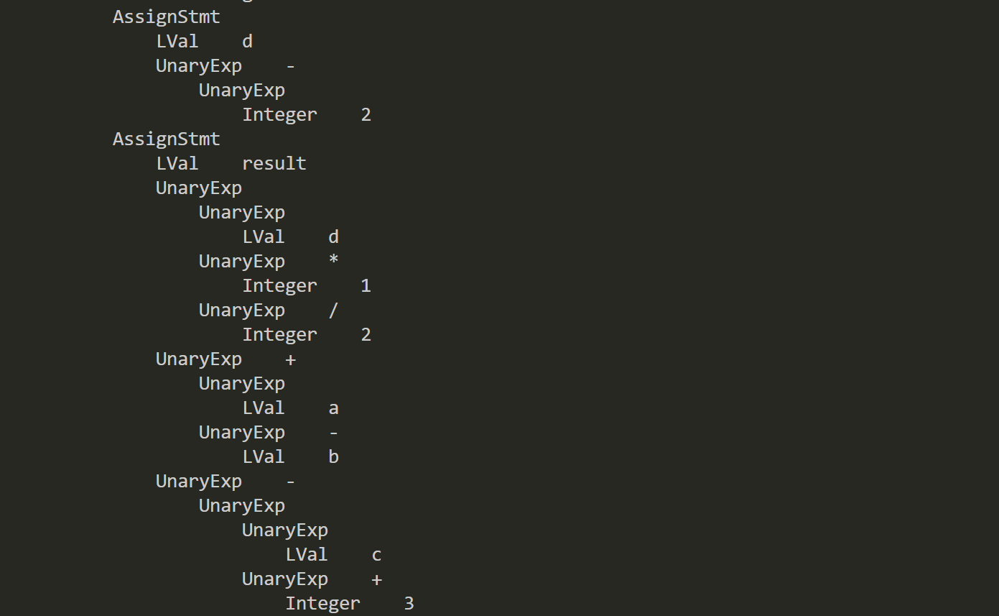 AssignStmt
    LVal    d
    UnaryExp    -
        UnaryExp
            Integer    2
AssignStmt
    LVal    result
    UnaryExp
        UnaryExp
            LVal    d
        UnaryExp    *
            Integer    1
        UnaryExp    /
            Integer    2
    UnaryExp    +
        UnaryExp
            LVal    a
        UnaryExp    -
            LVal    b
    UnaryExp    -
        UnaryExp
            UnaryExp
                LVal    c
            UnaryExp    +
                Integer    3